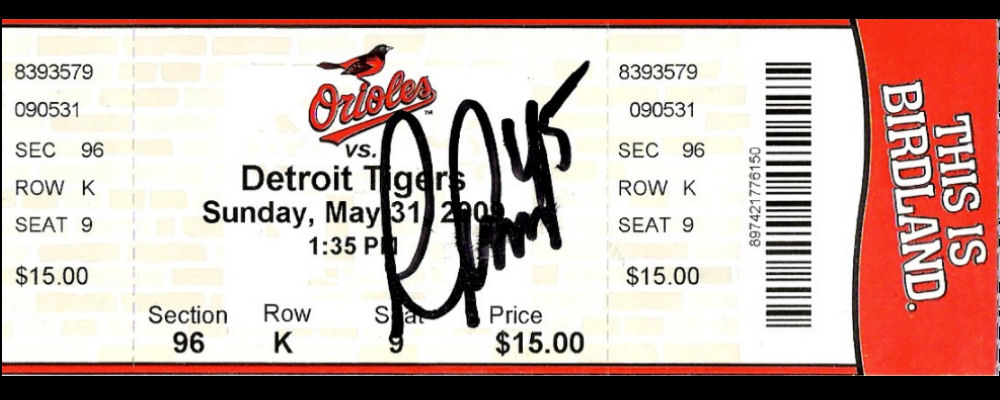 8393579
090531
SEC 96
ROW K
SEAT 9
$15.00
Orioles
vs.
Detroit Tigers
Sunday, May 31, 2009
1:35 PM
Section Row Seat Price
96 K 9 $15.00
45
8393579
090531
SEC 96
ROW K
SEAT 9
$15.00
897421776150
THIS IS
BIRDLAND.